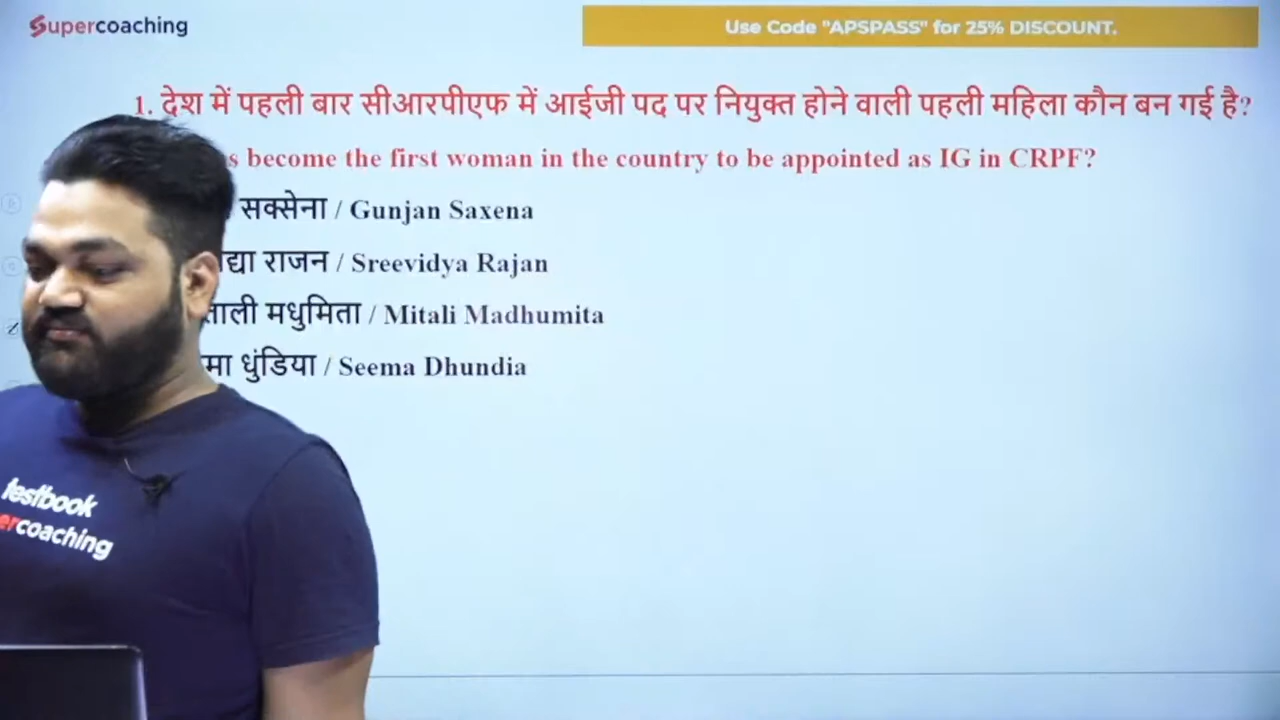 Supercoaching
Use Code "APSPASS" for 25% DISCOUNT.
1. देश में पहली बार सीआरपीएफ में आईजी पद पर नियुक्त होने वाली पहली महिला कौन बन गई है?
become the first woman in the country to be appointed as IG in CRPF?
सक्सेना / Gunjan Saxena
राजन / Sreevidya Rajan
मधुमिता / Mitali Madhumita
धुंडिया / Seema Dhundia
testbook
coaching